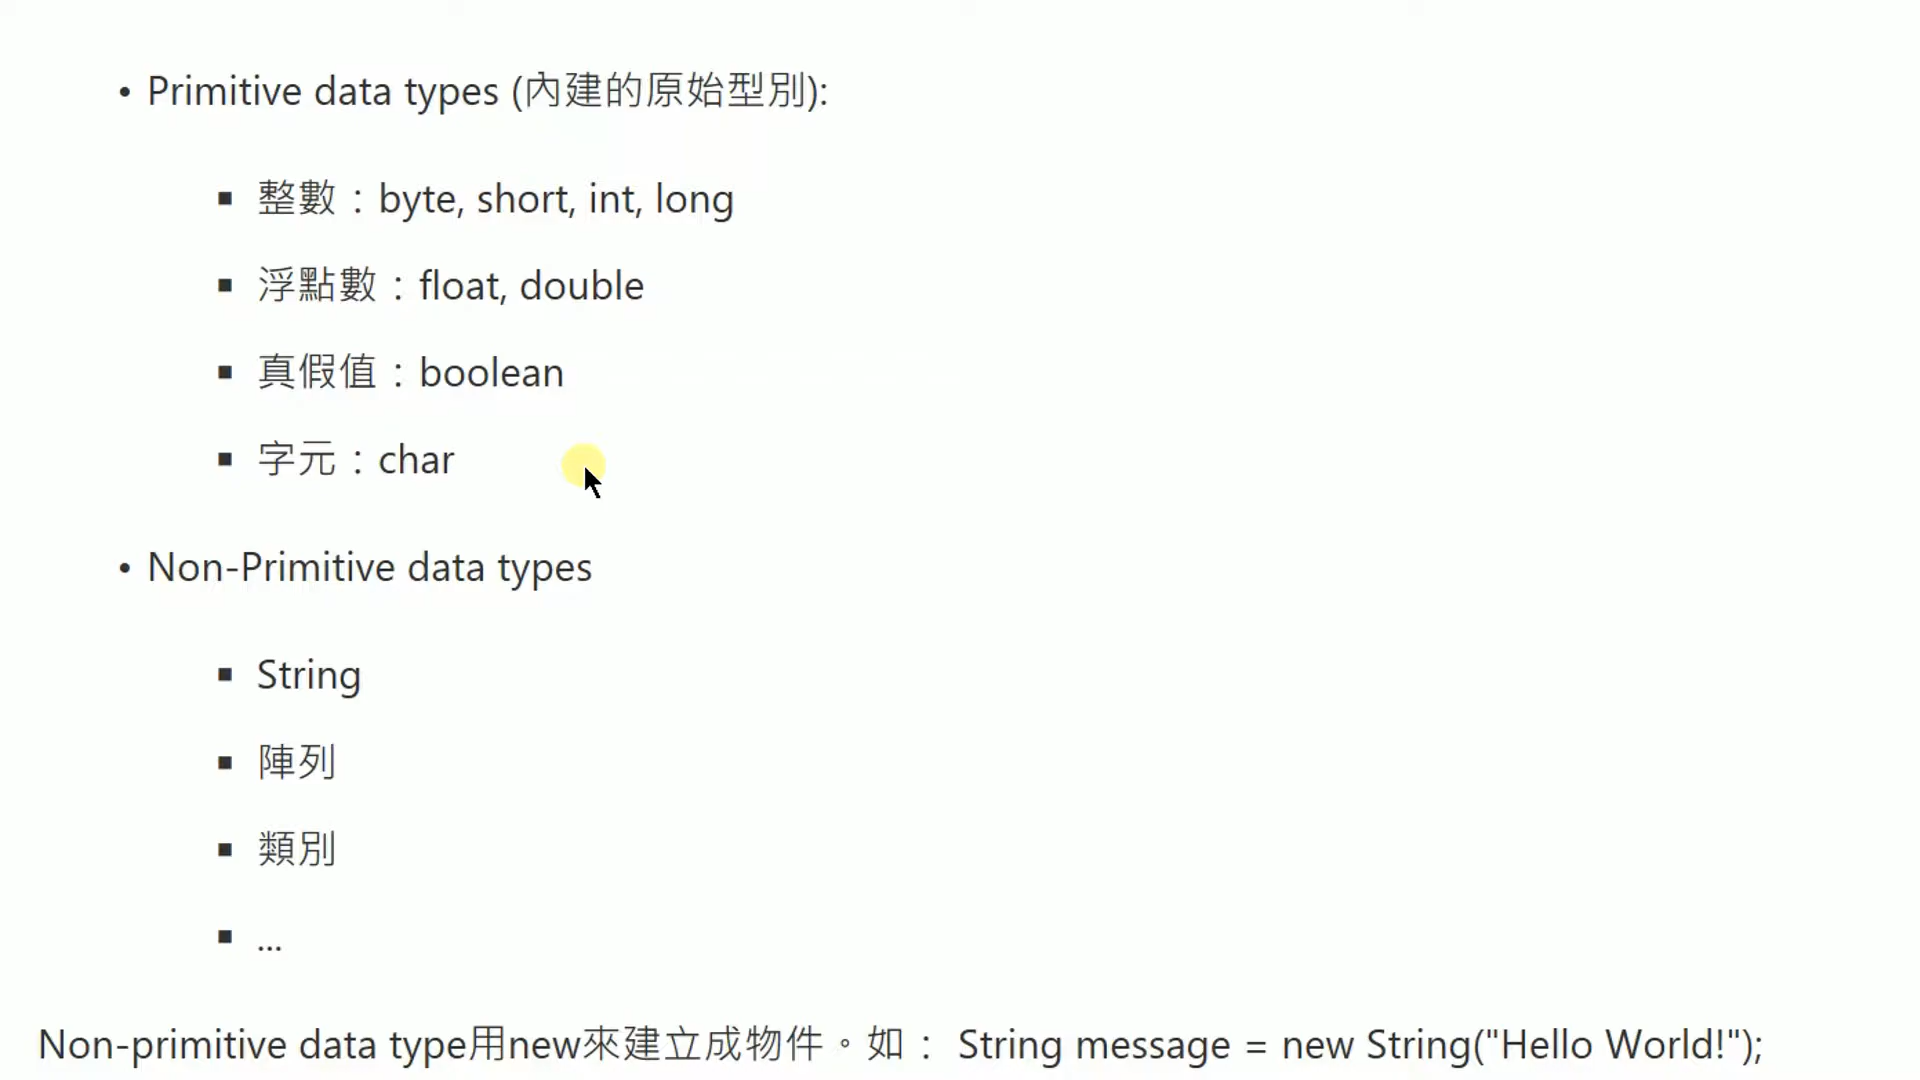 • Primitive data types (內建的原始型別):
▪ 整數：byte, short, int, long
▪ 浮點數：float, double
▪ 真假值：boolean
▪ 字元：char
• Non-Primitive data types
▪ String
▪ 陣列
▪ 類別
▪ ...
Non-primitive data type用new來建立成物件。如： String message = new String("Hello World!");